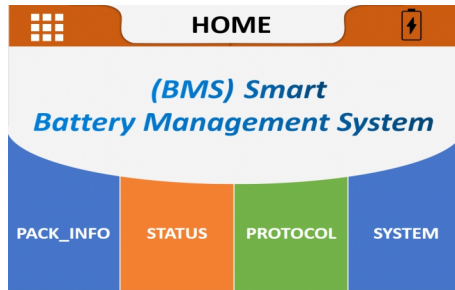 HOME
(BMS) Smart
Battery Management System
PACK_INFO STATUS PROTOCOL SYSTEM